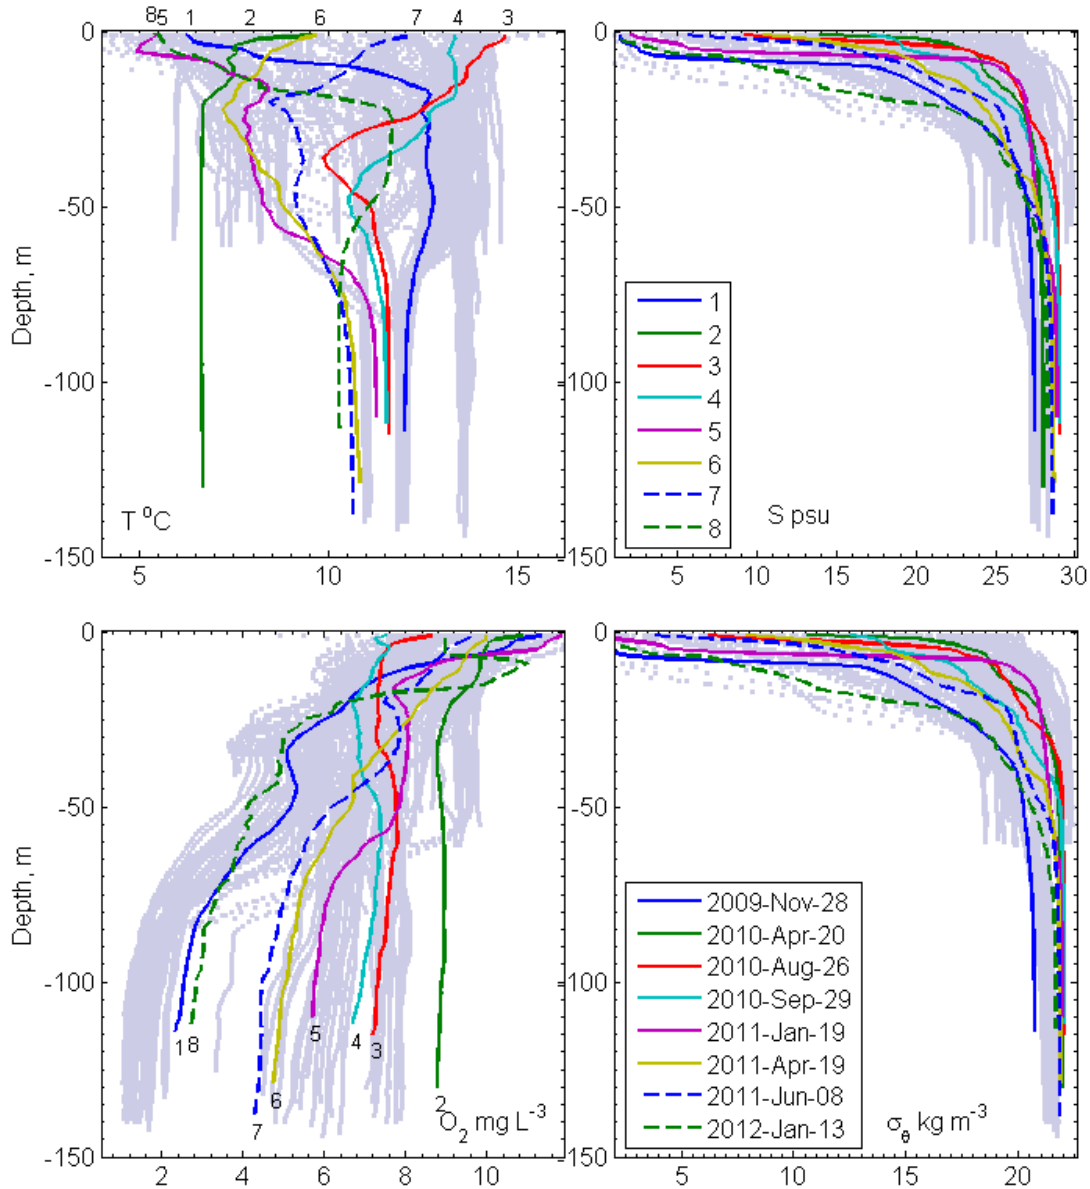 8 5 1 2 6 7 4 3
0 0
-50 -50
-100 -100
-150 -150
Depth, m
T °C
S psu
1
2
3
4
5
6
7
8
5 10 15
5 10 15 20 25 30
0 0
-50 -50
-100 -100
-150 -150
Depth, m
1 8 7 6 5 4 3 2
O2 mg L-3
2009-Nov-28
2010-Apr-20
2010-Aug-26
2010-Sep-29
2011-Jan-19
2011-Apr-19
2011-Jun-08
2012-Jan-13
σθ kg m-3
2 4 6 8 10
5 10 15 20